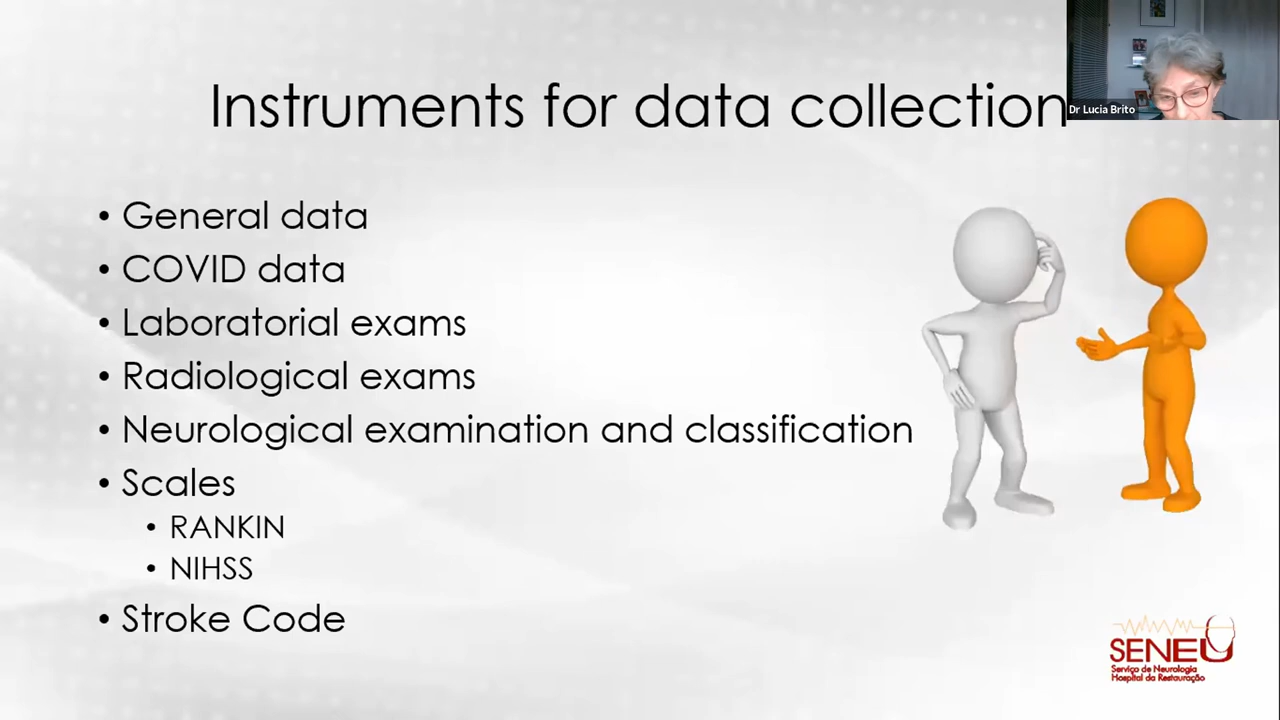 Instruments for data collection
Dr Lucia Brito
• General data
• COVID data
• Laboratorial exams
• Radiological exams
• Neurological examination and classification
• Scales
• RANKIN
• NIHSS
• Stroke Code
SENEU
Serviço de Neurologia
Hospital da Restauração